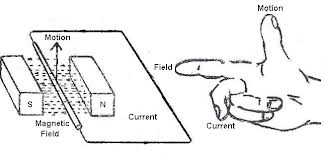 Motion
S
N
Magnetic
Field
Current
Motion
Field
Current